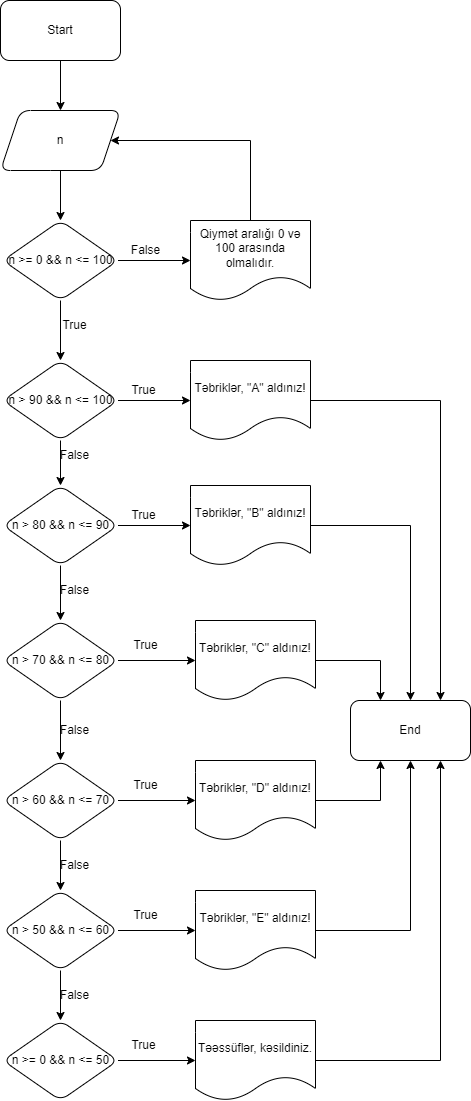 Start
n
n >= 0 && n <= 100
False
Qiymət aralığı 0 və
100 arasında
olmalıdır.
True
n > 90 && n <= 100
True
Təbriklər, "A" aldınız!
False
n > 80 && n <= 90
True
Təbriklər, "B" aldınız!
False
n > 70 && n <= 80
True
Təbriklər, "C" aldınız!
False
End
n > 60 && n <= 70
True
Təbriklər, "D" aldınız!
False
n > 50 && n <= 60
True
Təbriklər, "E" aldınız!
False
n >= 0 && n <= 50
True
Təəssüflər, kəsildiniz.